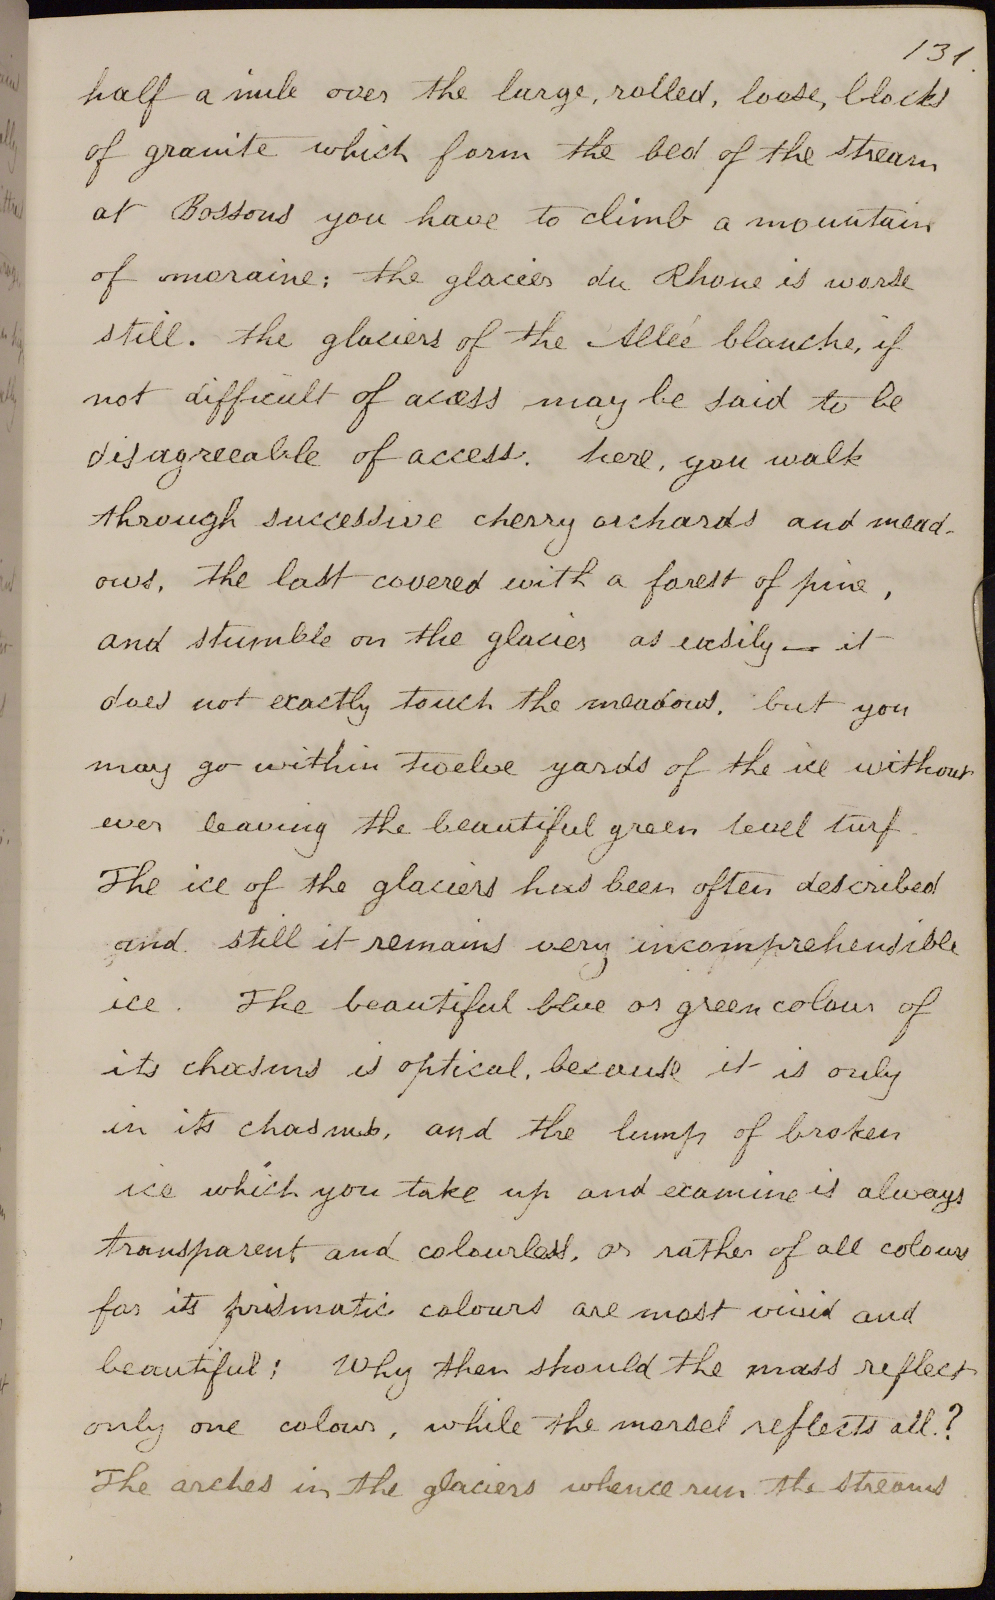 131.
half a mile over the large, rolled, loose, blocks
of granite which form the bed of the stream
at Bossons you have to climb a mountain
of moraine; the glacier du Rhone is worse
still. the glaciers of the Allée blanche, if
not difficult of acess may be said to be
disagreeable of access. here, you walk
through successive cherry orchards and mead-
ows, the last covered with a forest of pine,
and stumble on the glacier as easily — it
does not exactly touch the meadows, but you
may go within twelve yards of the ice without
ever leaving the beautiful green level turf.
The ice of the glaciers has been often described
and still it remains very incomprehensible
ice. The beautiful blue or green colour of
its chasms is optical, because it is only
in its chasms, and the lump of broken
ice which you take up and examine is always
transparent and colourless, or rather of all colours
for its prismatic colours are most vivid and
beautiful; Why then should the mass reflect
only one colour, while the morsel reflects all.?
The arches in the glaciers whence run the streams